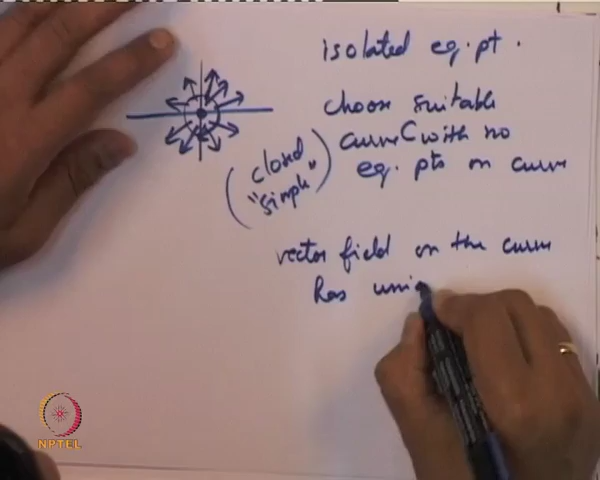 isolated eq. pt.
choose suitable
curve C with no
eq. pts on curve
(closed
"simple")
vector field on the curve
has uni
NPTEL